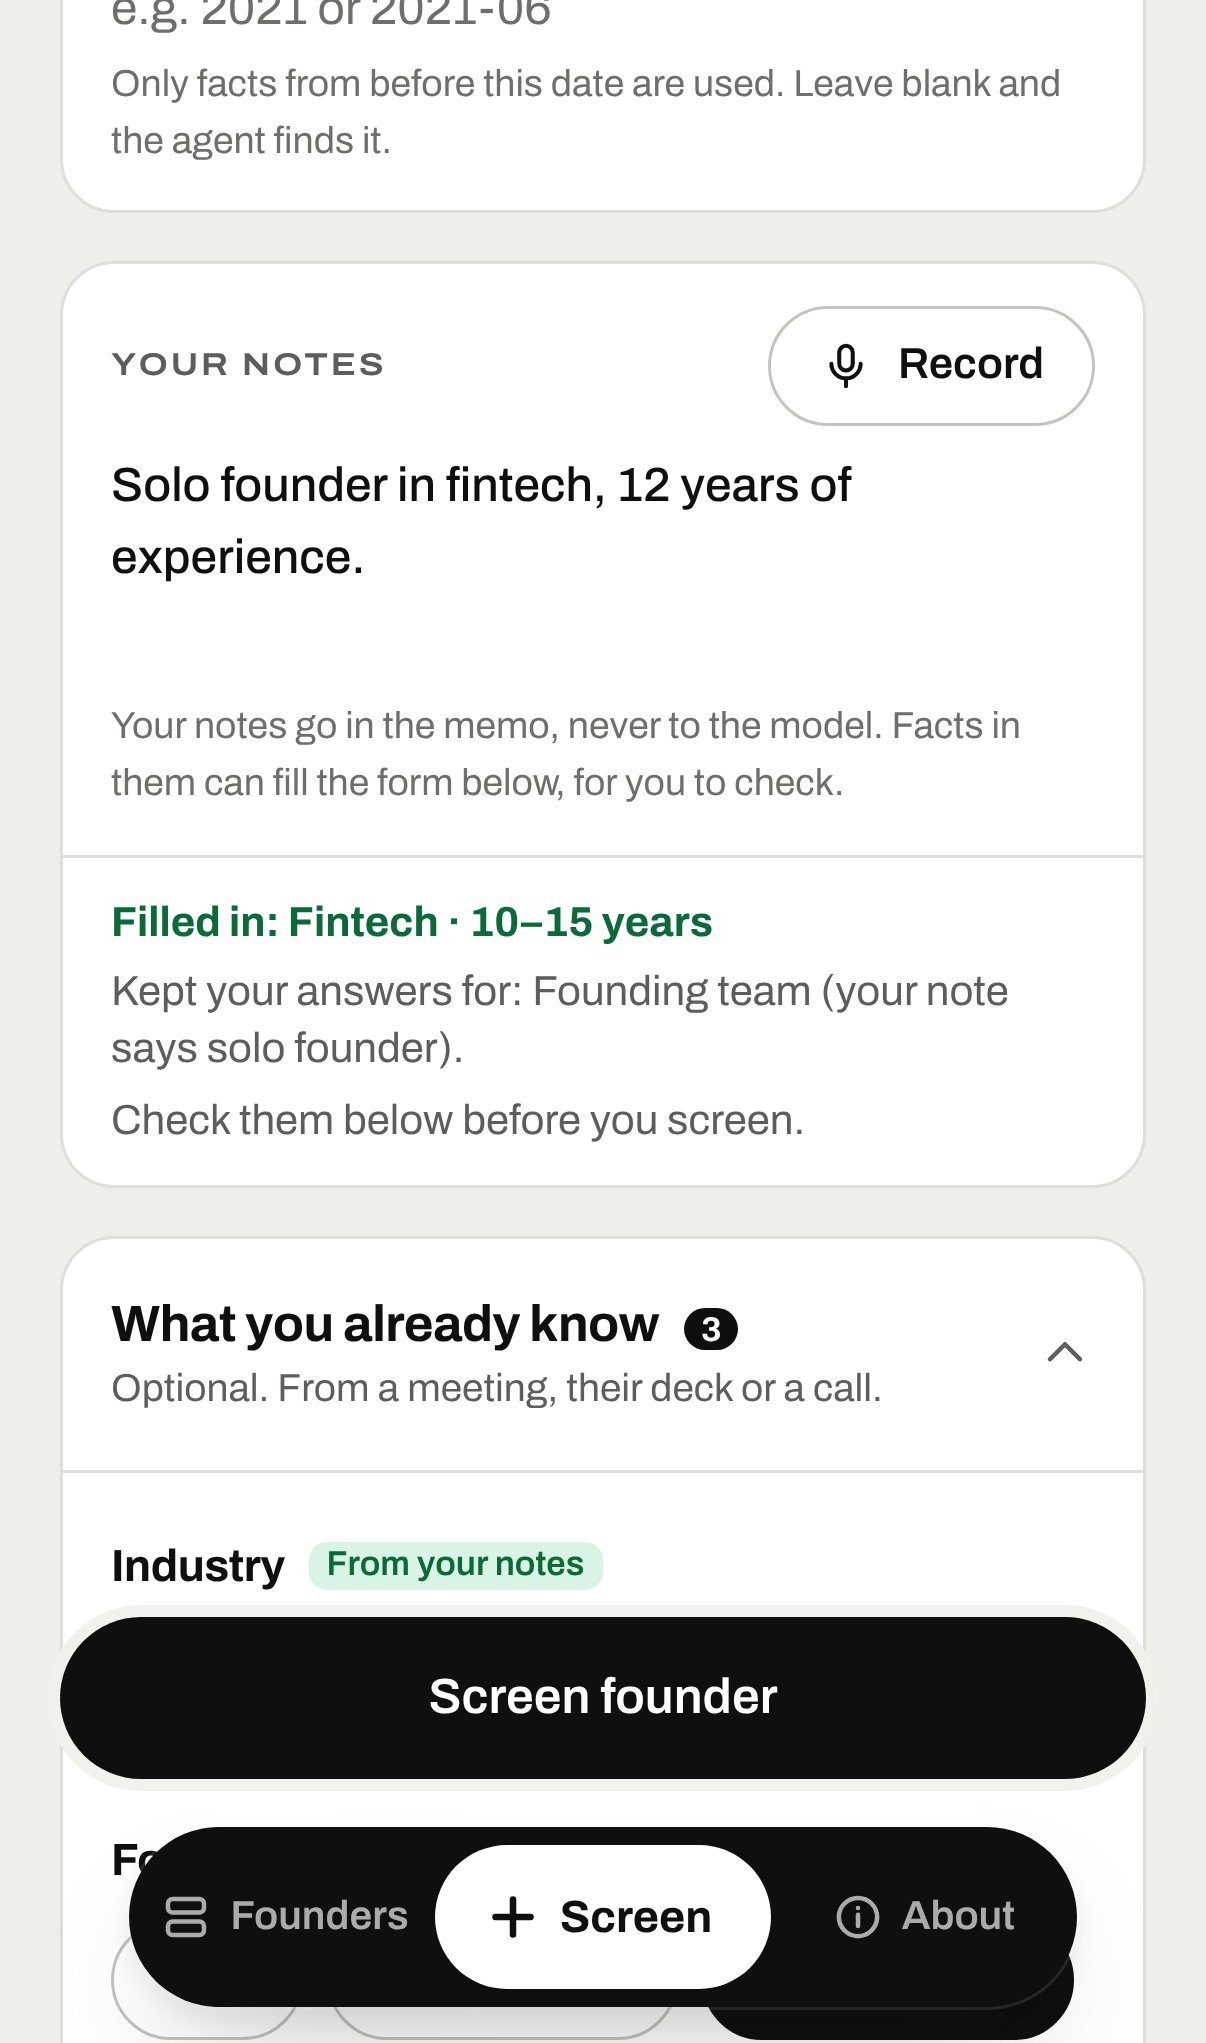 e.g. 2021 or 2021-06
Only facts from before this date are used. Leave blank and
the agent finds it.
YOUR NOTES
Record
Solo founder in fintech, 12 years of
experience.
Your notes go in the memo, never to the model. Facts in
them can fill the form below, for you to check.
Filled in: Fintech · 10–15 years
Kept your answers for: Founding team (your note
says solo founder).
Check them below before you screen.
What you already know 3
Optional. From a meeting, their deck or a call.
Industry From your notes
Screen founder
Founders
Screen
About